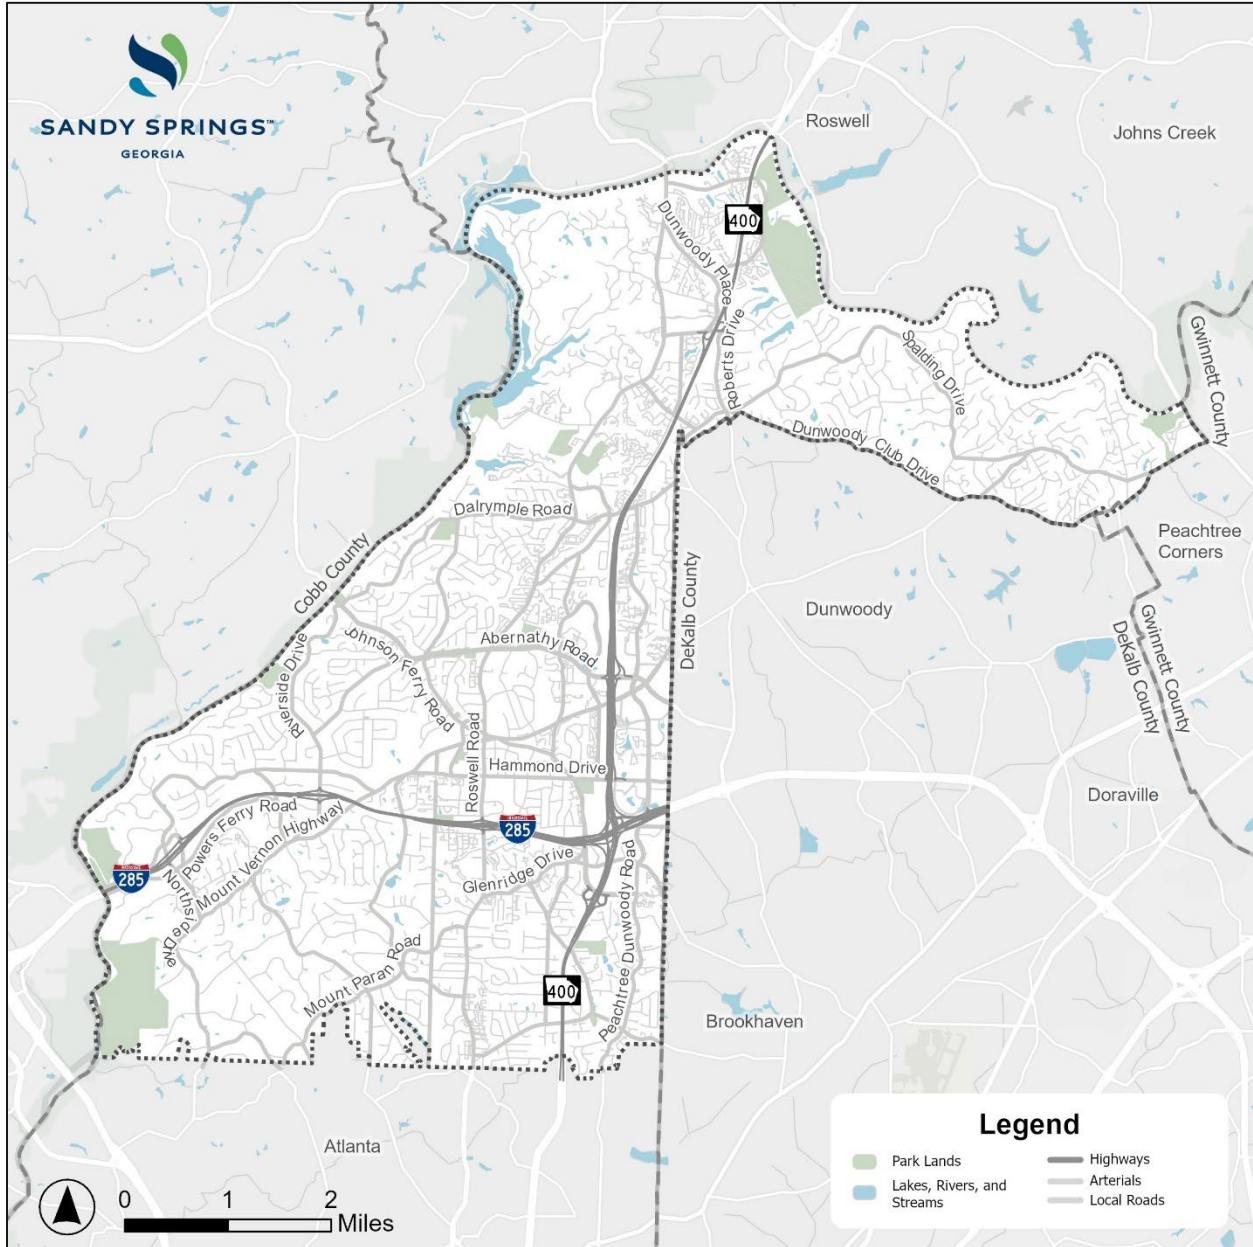 SANDY SPRINGS™
GEORGIA
Roswell
Johns Creek
400
Dunwoody Place
Roberts Drive
Spalding Drive
Gwinnett County
Dunwoody Club Drive
Dalrymple Road
Peachtree
Corners
Cobb County
DeKalb County
Dunwoody
Johnson Ferry Road
Abernathy Road
Riverside Drive
Gwinnett County
DeKalb County
Roswell Road
Hammond Drive
Doraville
Powers Ferry Road
285
285
Mount Vernon Highway
Northside Drive
Glenridge Drive
Peachtree Dunwoody Road
Mount Paran Road
400
Brookhaven
Atlanta
Legend
Park Lands
Lakes, Rivers, and
Streams
Highways
Arterials
Local Roads
0 1 2
Miles